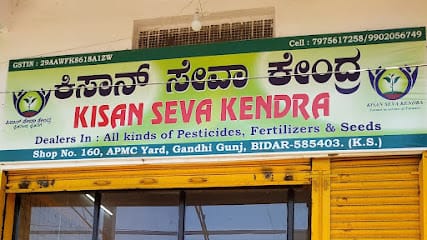 GSTIN : 29AAWFK8618A1ZW
Cell : 7975617258/9902056749
ಕಿಸಾನ್ ಸೇವಾ ಕೇಂದ್ರ
KISAN SEVA KENDRA
ಕಿಸಾನ್ ಸೇವಾ ಕೇಂದ್ರ
KISAN SEVA KENDRA
Dealers In : All kinds of Pesticides, Fertilizers & Seeds
Shop No. 160, APMC Yard, Gandhi Gunj, BIDAR-585403. (K.S.)